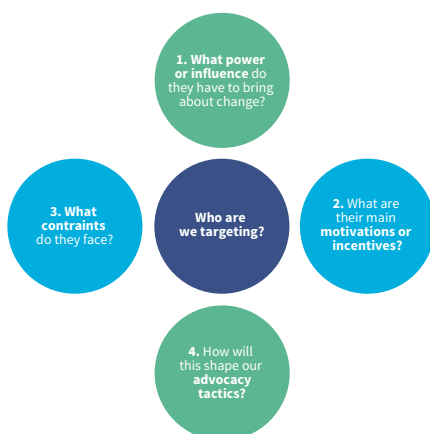 1. What power
or influence do
they have to bring
about change?
3. What
contraints
do they face?
Who are
we targeting?
2. What are
their main
motivations or
incentives?
4. How will
this shape our
advocacy
tactics?